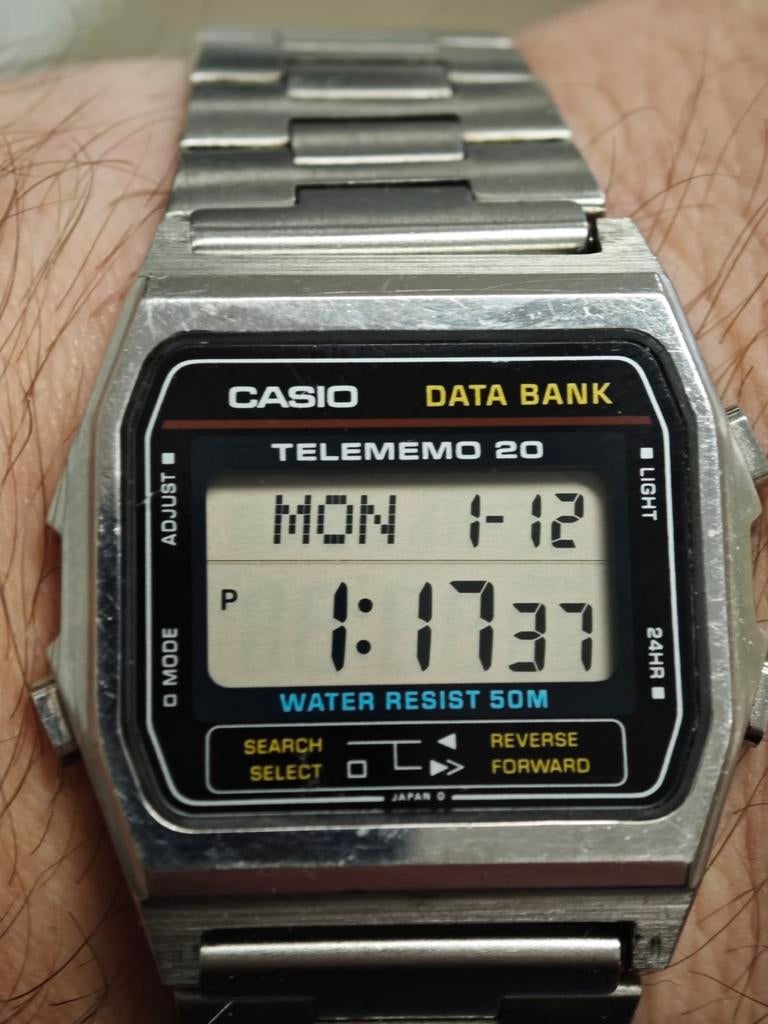 CASIO DATA BANK
TELEMEMO 20
ADJUST
LIGHT
MON 1-12
P 1:17 37
MODE
24HR
WATER RESIST 50M
SEARCH REVERSE
SELECT FORWARD
JAPAN O